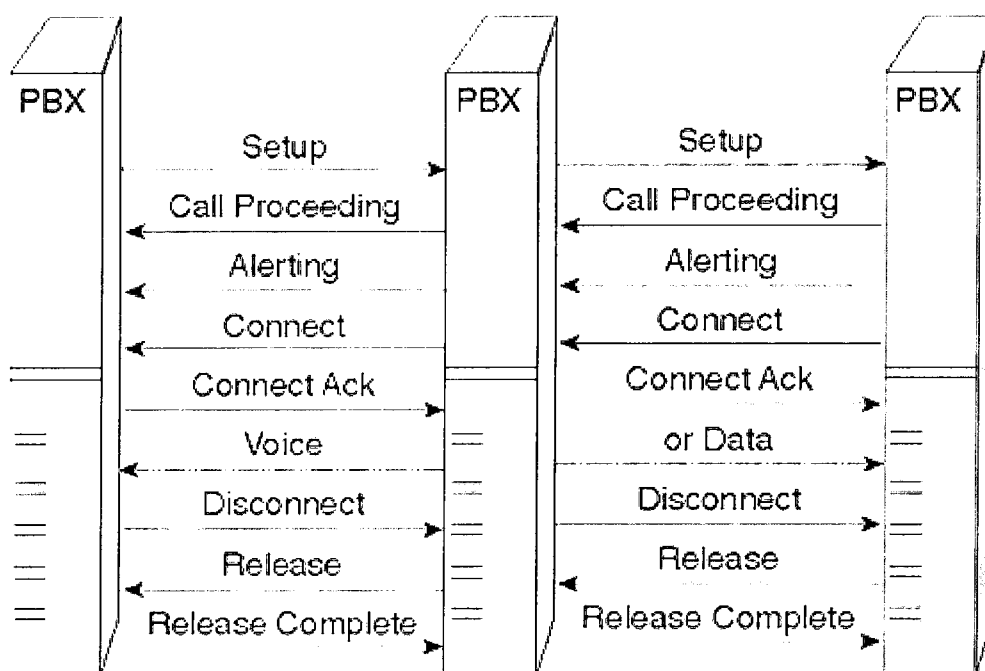 PBX PBX PBX
Setup Setup
Call Proceeding Call Proceeding
Alerting Alerting
Connect Connect
Connect Ack Connect Ack
Voice or Data
Disconnect Disconnect
Release Release
Release Complete Release Complete